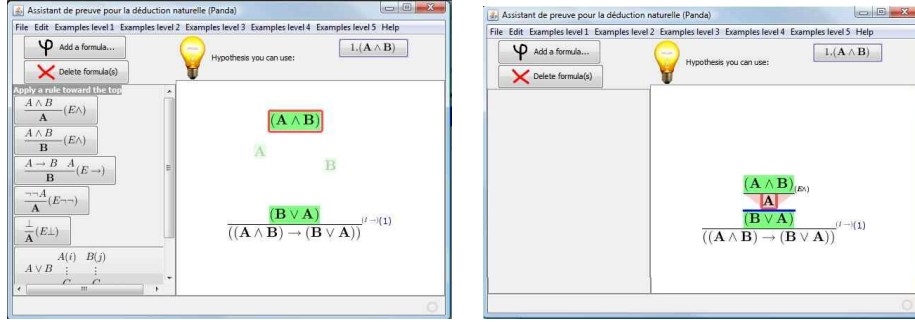 Assistant de preuve pour la déduction naturelle (Panda)
File Edit Examples level 1 Examples level 2 Examples level 3 Examples level 4 Examples level 5 Help
Add a formula...
Delete formula(s)
Hypothesis you can use:
1.(A ∧ B)
Apply a rule toward the top
A ∧ B
A (E∧)
A ∧ B
B (E∧)
A → B A
B (E →)
¬¬A
A (E¬¬)
⊥
A (E⊥)
A(i) B(j)
A ∨ B ⋮ ⋮
C C
(A ∧ B)
A
B
(B ∨ A)
((A ∧ B) → (B ∨ A)) (I →)(1)
Assistant de preuve pour la déduction naturelle (Panda)
File Edit Examples level 1 Examples level 2 Examples level 3 Examples level 4 Examples level 5 Help
Add a formula...
Delete formula(s)
Hypothesis you can use:
1.(A ∧ B)
(A ∧ B) (E∧)
A
(B ∨ A)
((A ∧ B) → (B ∨ A)) (I →)(1)